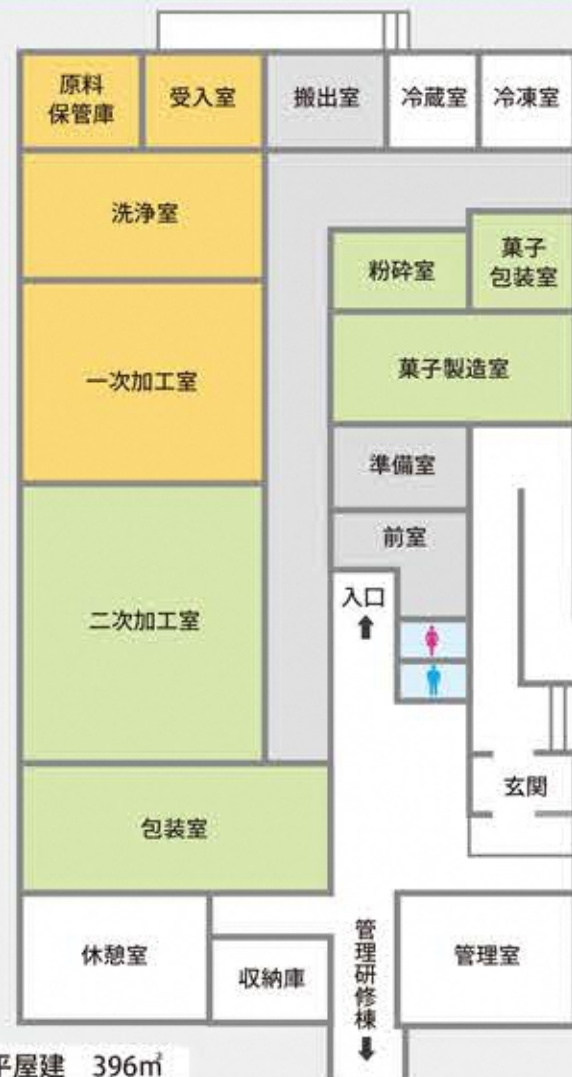 原料
保管庫
受入室
搬出室
冷蔵室
冷凍室
洗浄室
粉砕室
菓子
包装室
一次加工室
菓子製造室
準備室
前室
入口
二次加工室
玄関
包装室
休憩室
収納庫
管理研修棟
管理室
平屋建 396㎡